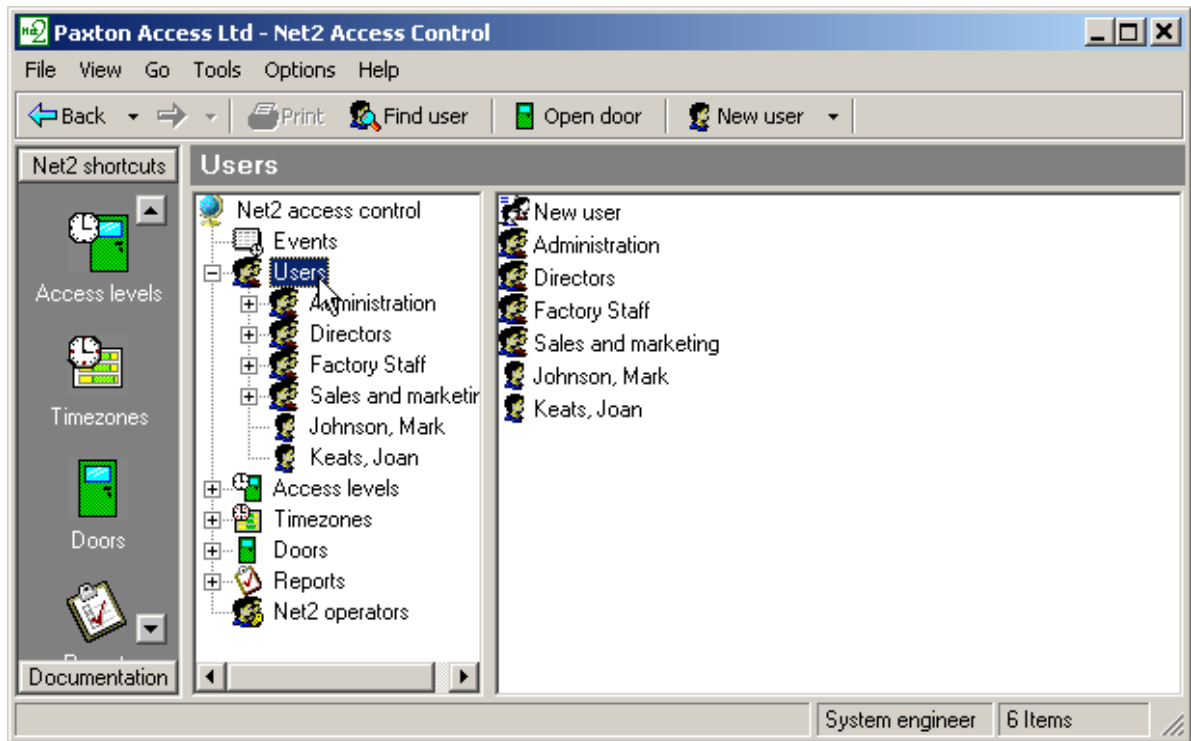 Paxton Access Ltd - Net2 Access Control
File View Go Tools Options Help
Back Print Find user Open door New user
Net2 shortcuts
Users
Access levels
Timezones
Doors
Documentation
Net2 access control
Events
Users
Administration
Directors
Factory Staff
Sales and marketin
Johnson, Mark
Keats, Joan
Access levels
Timezones
Doors
Reports
Net2 operators
New user
Administration
Directors
Factory Staff
Sales and marketing
Johnson, Mark
Keats, Joan
System engineer 6 Items